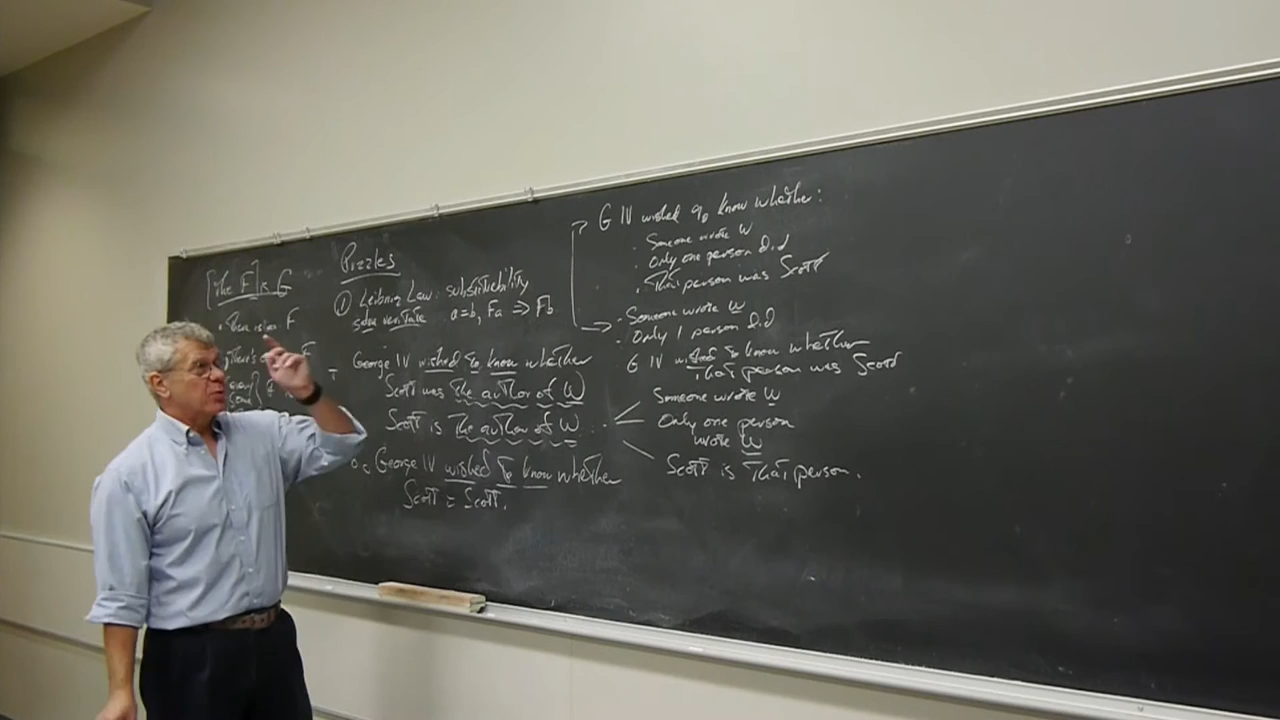 [The F] is G
• There is an F
There's
Puzzles
① Leibniz Law: substitutability
salva veritate a=b, Fa ⇒ Fb
George IV wished to know whether
Scott was the author of W
Scott is the author of W
∴ George IV wished to know whether
Scott = Scott.
G IV wished to know whether:
• Someone wrote W
• Only one person did
• That person was Scott
• Someone wrote W
• Only 1 person did
G IV wished to know whether
That person was Scott
Someone wrote W
Only one person
wrote W
Scott is that person.